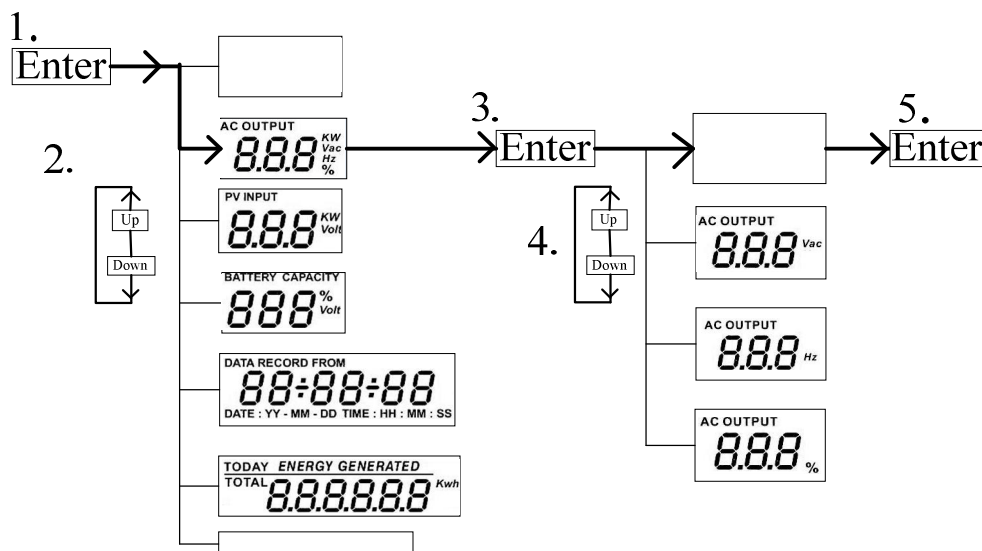 1.
Enter
AC OUTPUT
8.8.8 KW
Vac
Hz
%
2.
Up
Down
PV INPUT
8.8.8 KW
Volt
BATTERY CAPACITY
888 %
Volt
DATA RECORD FROM
88:88:88
DATE : YY - MM - DD TIME : HH : MM : SS
TODAY ENERGY GENERATED
TOTAL 8.8.8.8.8.8 Kwh
3.
Enter
4.
Up
Down
AC OUTPUT
8.8.8 Vac
AC OUTPUT
8.8.8 Hz
AC OUTPUT
8.8.8 %
5.
Enter